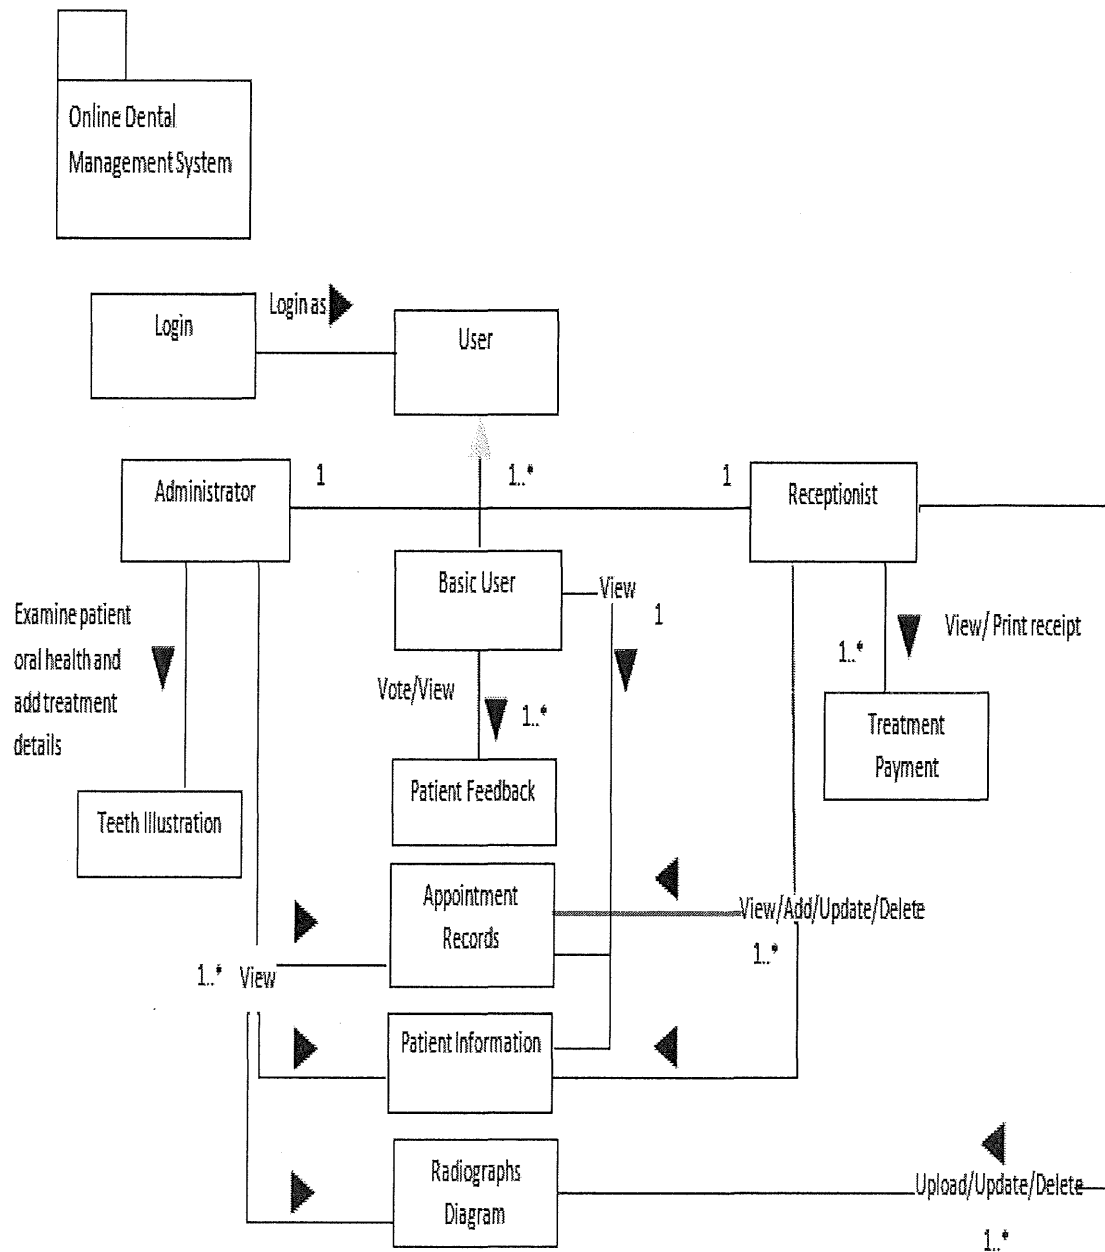 Online Dental
Management System
Login as
Login
User
Administrator
1
1..*
1
Receptionist
Basic User
View
1
Examine patient
oral health and
add treatment
details
View/ Print receipt
1..*
Vote/View
1..*
Treatment
Payment
Patient Feedback
Teeth Illustration
Appointment
Records
View/Add/Update/Delete
1..*
1..*
View
Patient Information
Radiographs
Diagram
Upload/Update/Delete
1..*